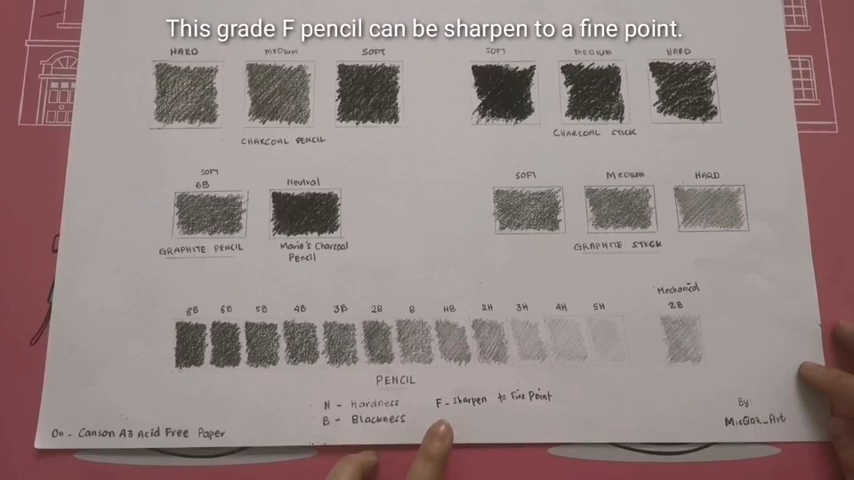 This grade F pencil can be sharpen to a fine point.
HARD MEDIUM SOFT
SOFT MEDIUM HARD
CHARCOAL PENCIL
CHARCOAL STICK
SOFT
6B
Neutral
SOFT MEDIUM HARD
GRAPHITE PENCIL
Marie's Charcoal
Pencil
GRAPHITE STICK
8B 6B 5B 4B 3B 2B B HB 2H 3H 4H 5H
Mechanical
2B
PENCIL
H - Hardness
B - Blackness
F - sharpen to Fine Point
On - Canson A3 Acid Free Paper
By: